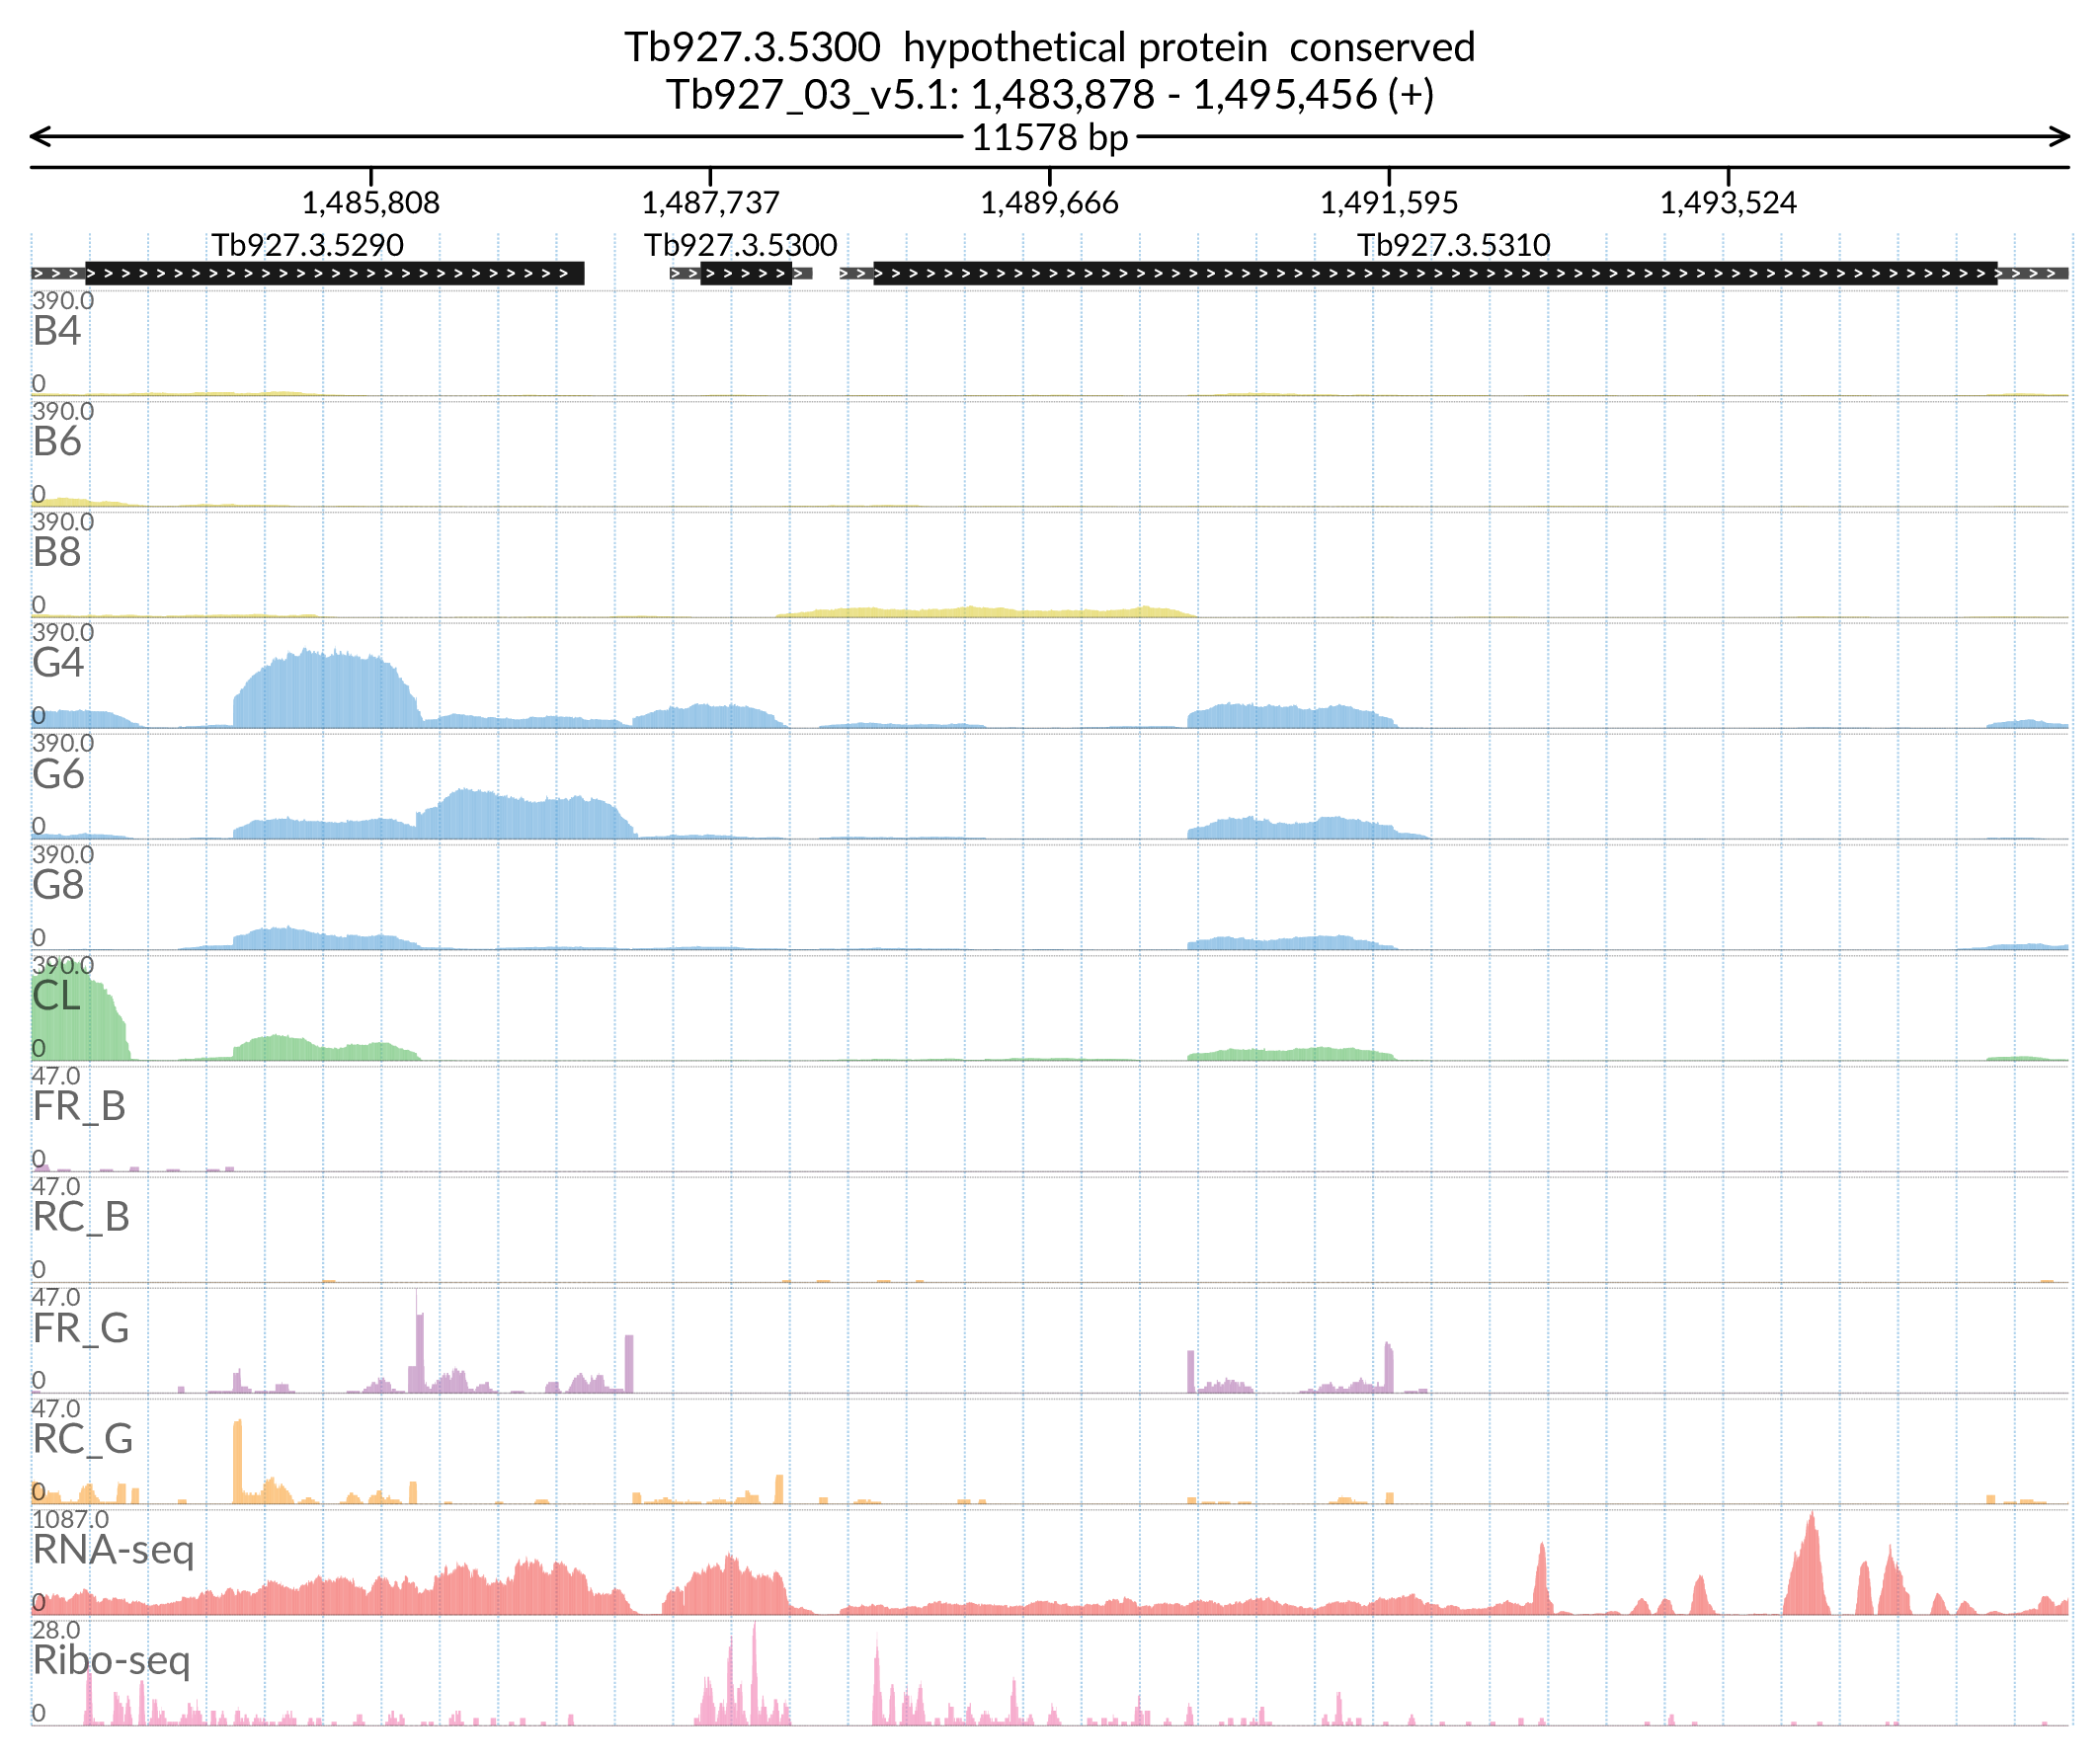 Tb927.3.5300 hypothetical protein conserved
Tb927_03_v5.1: 1,483,878 - 1,495,456 (+)
11578 bp
1,485,808 1,487,737 1,489,666 1,491,595 1,493,524
Tb927.3.5290 Tb927.3.5300 Tb927.3.5310
390.0
B4
0
390.0
B6
0
390.0
B8
0
390.0
G4
0
390.0
G6
0
390.0
G8
0
390.0
CL
0
47.0
FR_B
0
47.0
RC_B
0
47.0
FR_G
0
47.0
RC_G
0
1087.0
RNA-seq
0
28.0
Ribo-seq
0